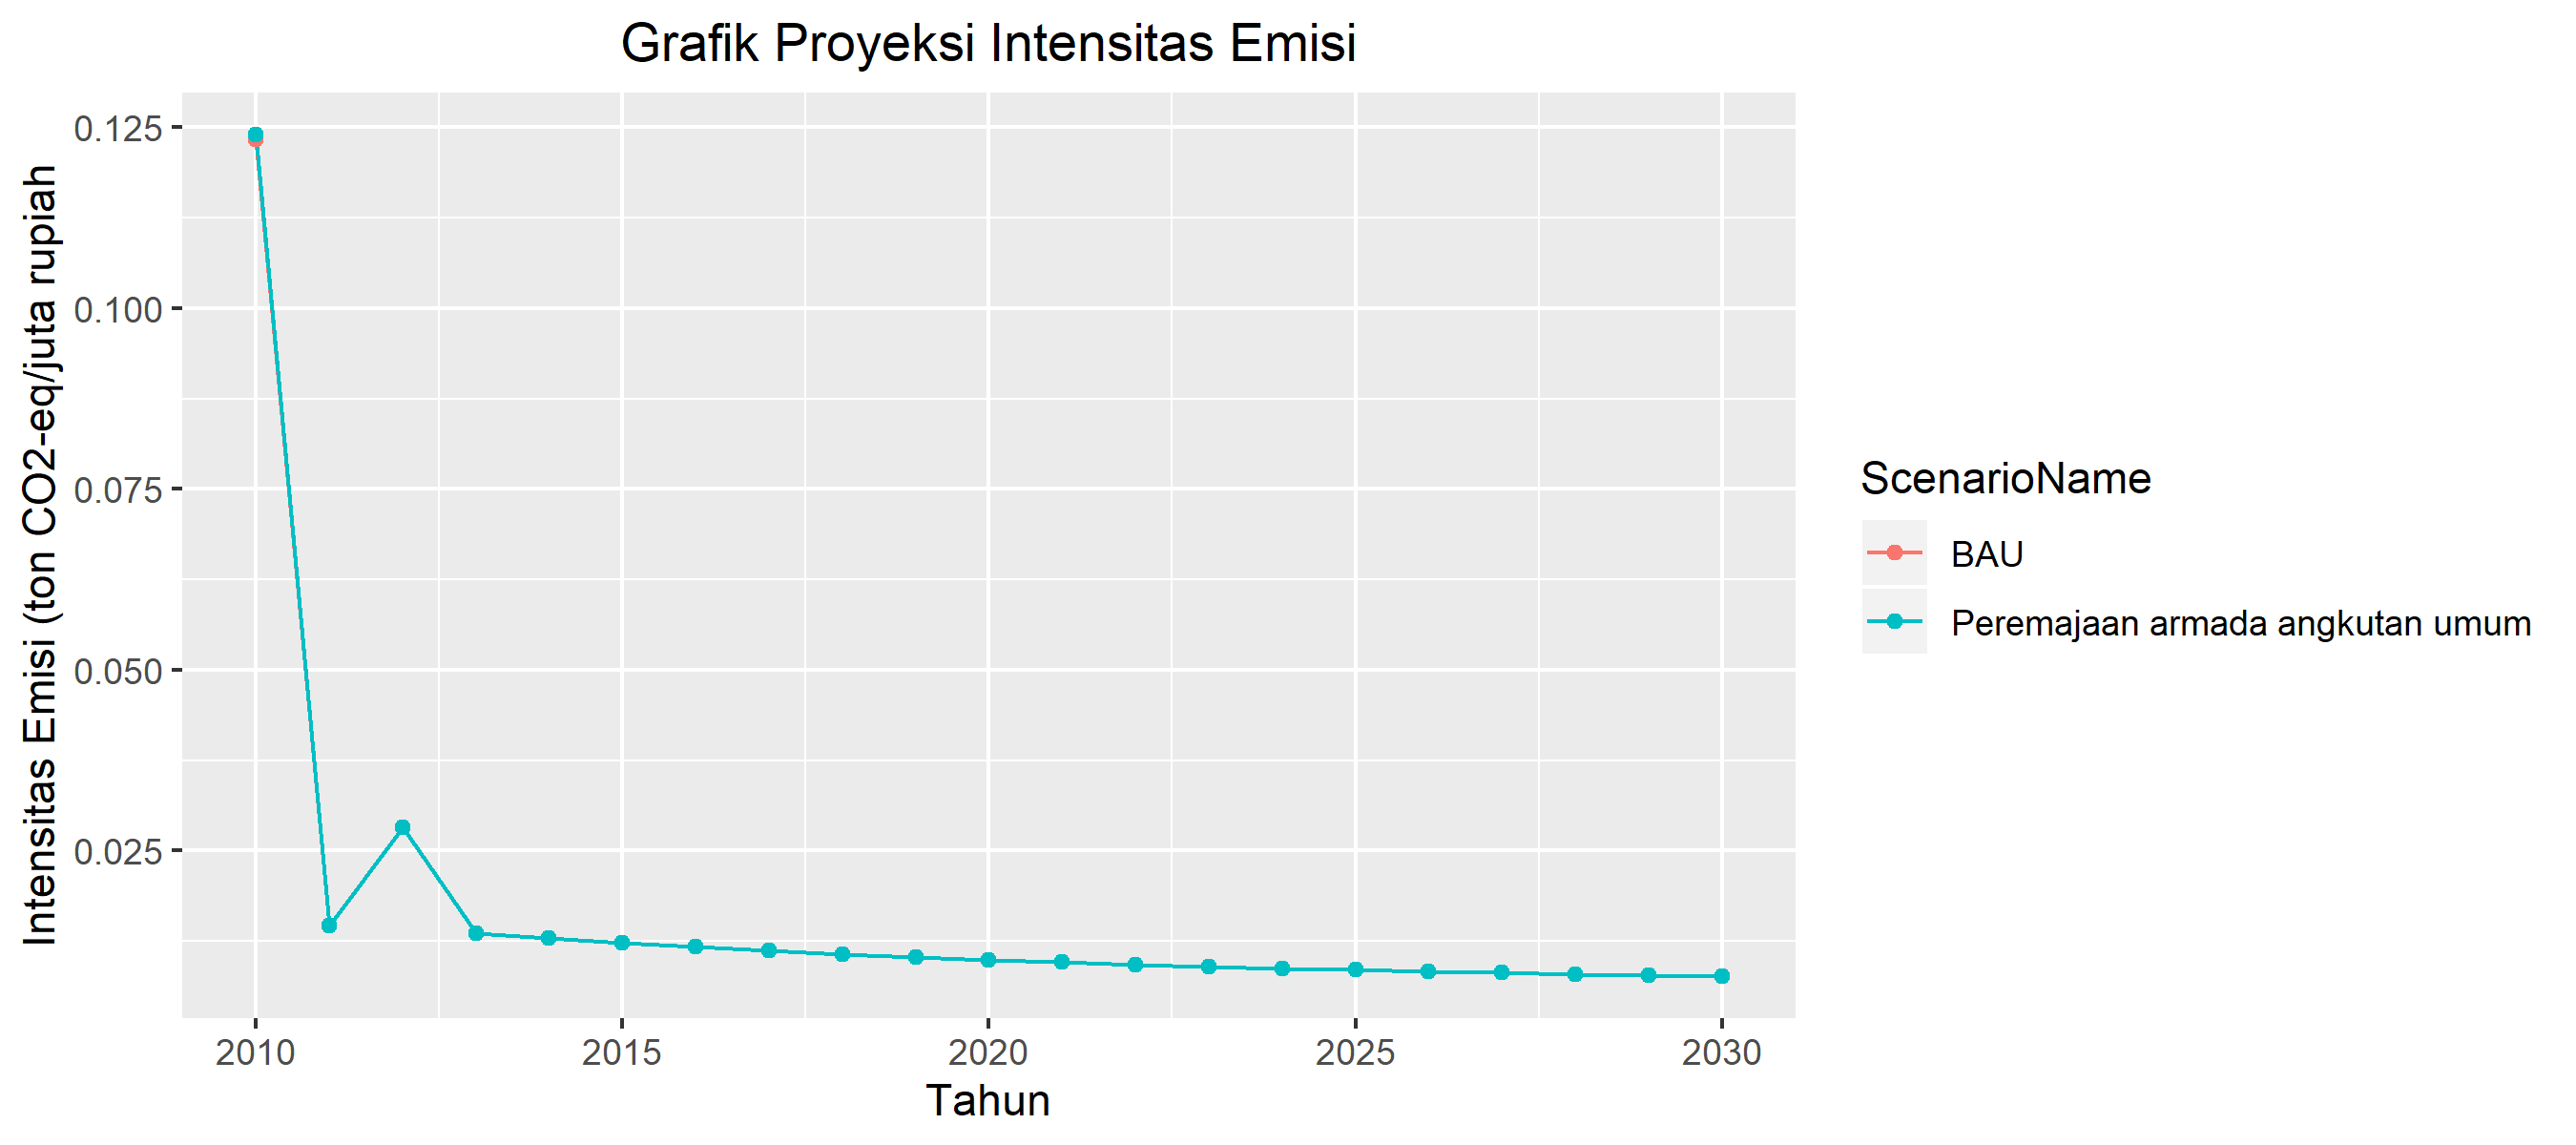 Grafik Proyeksi Intensitas Emisi
Intensitas Emisi (ton CO2-eq/juta rupiah
0.125
0.100
0.075
0.050
0.025
2010
2015
2020
2025
2030
Tahun
ScenarioName
BAU
Peremajaan armada angkutan umum